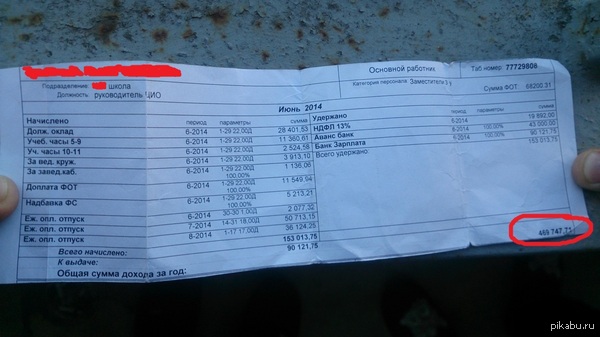 Основной работник
Таб номер: 77729808
Подразделение: школа
Категория персонала: Заместители
Должность: руководитель ЦИО
Сумма ФОТ: 68200.31
Июнь 2014
Начислено период параметры сумма
Долж. оклад 6-2014 1-29 22,00Д 28 401,53
Учеб. часы 5-9 6-2014 1-29 22,00Д 11 360,61
Уч. часы 10-11 6-2014 1-29 22,00Д 2 524,58
За вед. круж. 6-2014 1-29 22,00Д 3 913,10
За завед.каб. 6-2014 1-29 22,00Д 1 136,06
100,00%
Доплата ФОТ 6-2014 1-29 22,00Д 11 549,94
100,00%
Надбавка ФС 6-2014 1-29 22,00Д 5 213,21
100,00%
Еж. опл. отпуск 6-2014 30-30 1,00Д 2 077,32
Еж. опл. отпуск 7-2014 14-31 18,00Д 50 713,15
Еж. опл. отпуск 8-2014 1-17 17,00Д 36 124,25
Всего начислено: 153 013,75
К выдаче: 90 121,75
Общая сумма дохода за год:
Удержано период параметры сумма
НДФЛ 13% 6-2014 19 892,00
Аванс банк 6-2014 100,00% 43 000,00
Банк Зарплата 6-2014 100,00% 90 121,75
Всего удержано: 153 013,75
469 747,71
pikabu.ru